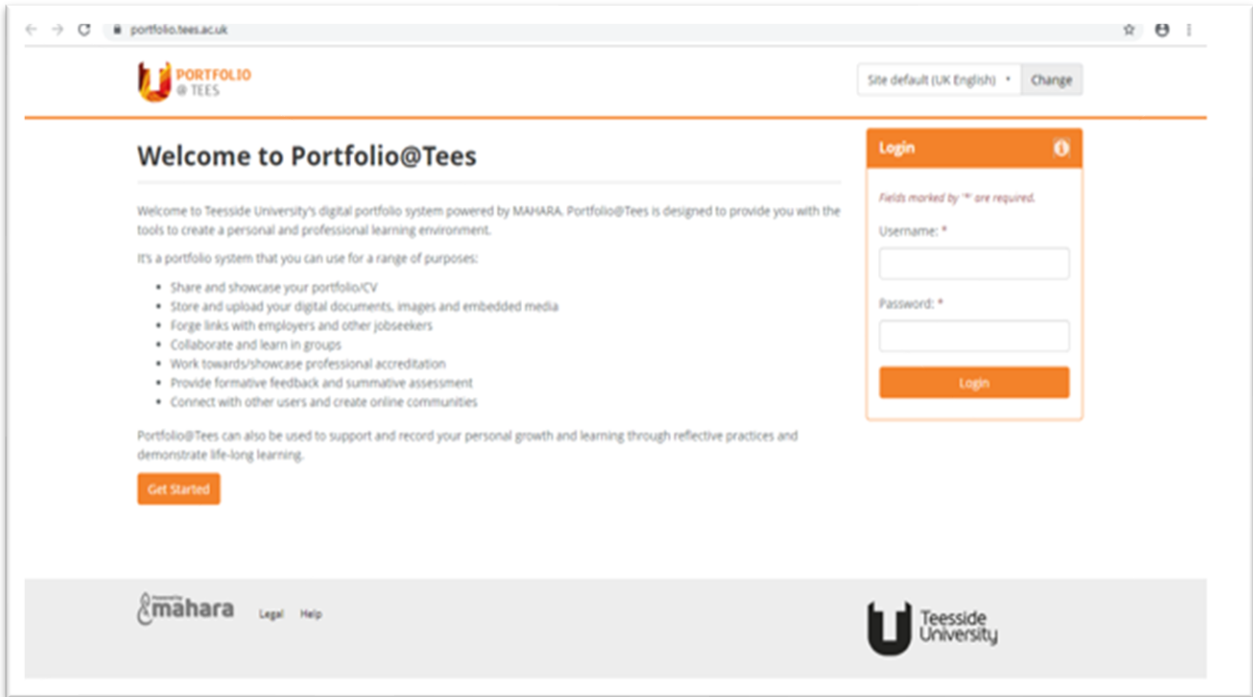 portfolio.tees.ac.uk
PORTFOLIO
@ TEES
Site default (UK English)
Change
Welcome to Portfolio@Tees
Welcome to Teesside University's digital portfolio system powered by MAHARA. Portfolio@Tees is designed to provide you with the
tools to create a personal and professional learning environment.
It's a portfolio system that you can use for a range of purposes:
• Share and showcase your portfolio/CV
• Store and upload your digital documents, images and embedded media
• Forge links with employers and other jobseekers
• Collaborate and learn in groups
• Work towards/showcase professional accreditation
• Provide formative feedback and summative assessment
• Connect with other users and create online communities
Portfolio@Tees can also be used to support and record your personal growth and learning through reflective practices and
demonstrate life-long learning.
Get Started
Login
Fields marked by '*' are required.
Username: *
Password: *
Login
Powered by
mahara
Legal Help
Teesside
University